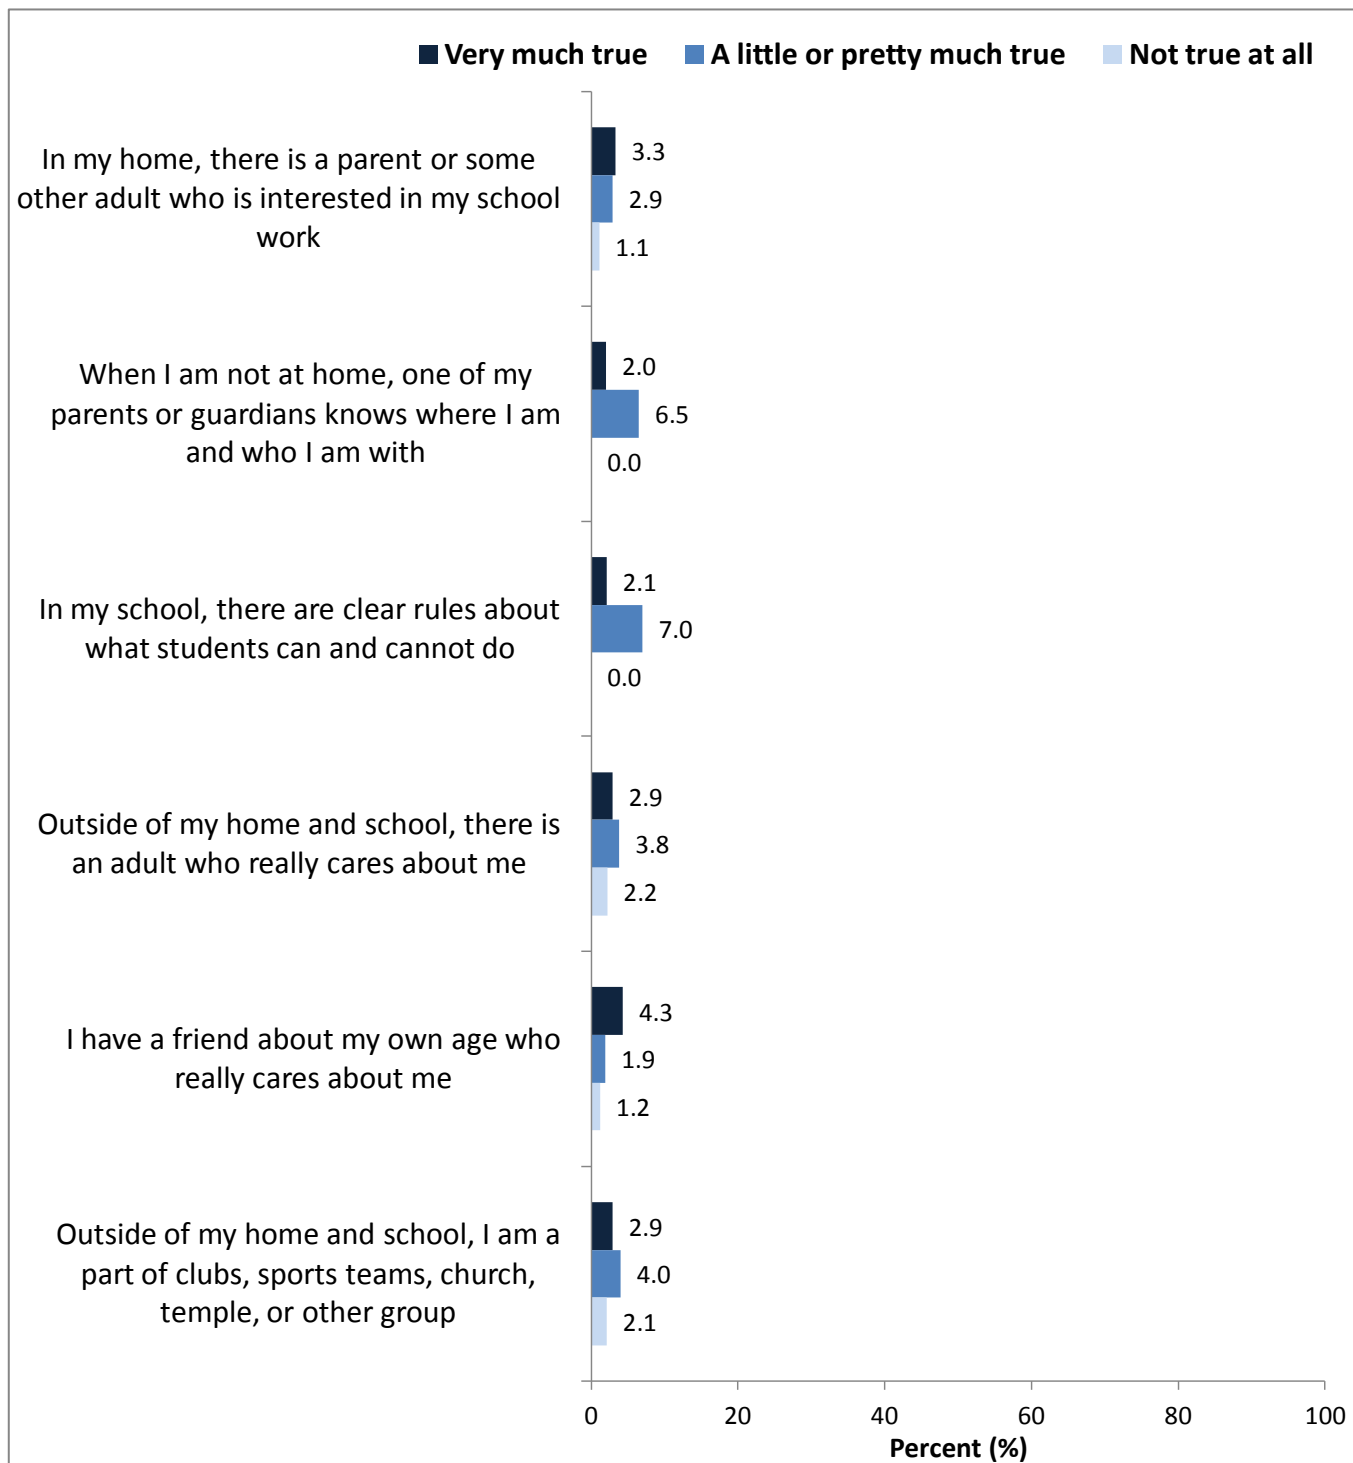 Very much true A little or pretty much true Not true at all
In my home, there is a parent or some
other adult who is interested in my school
work
3.3
2.9
1.1
When I am not at home, one of my
parents or guardians knows where I am
and who I am with
2.0
6.5
0.0
In my school, there are clear rules about
what students can and cannot do
2.1
7.0
0.0
Outside of my home and school, there is
an adult who really cares about me
2.9
3.8
2.2
I have a friend about my own age who
really cares about me
4.3
1.9
1.2
Outside of my home and school, I am a
part of clubs, sports teams, church,
temple, or other group
2.9
4.0
2.1
0 20 40 60 80 100
Percent (%)